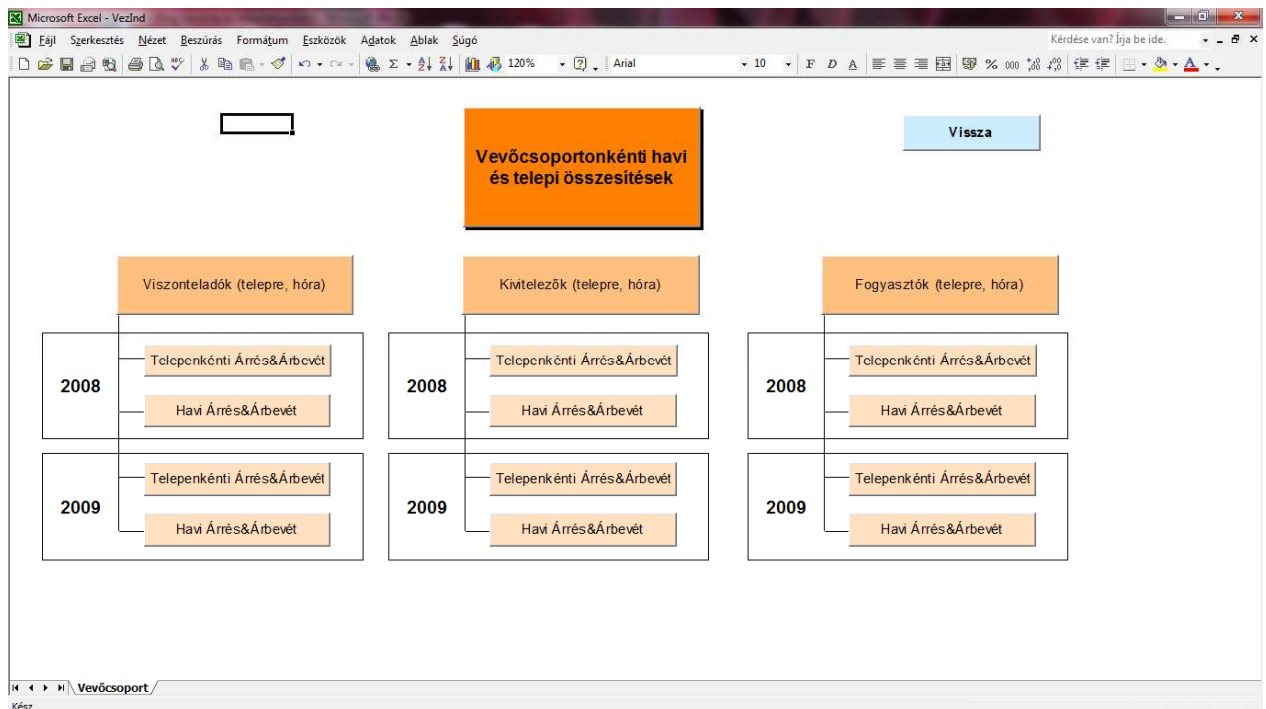 Microsoft Excel - VezInd
Fájl Szerkesztés Nézet Beszúrás Formátum Eszközök Adatok Ablak Súgó Kérdése van? Írja be ide.
120% Arial 10 F D A % 000
Vissza
Vevőcsoportonkénti havi
és telepi összesítések
Viszonteladók (telepre, hóra) Kivitelezők (telepre, hóra) Fogyasztók (telepre, hóra)
Telepenkénti Árrés&Árbevét Telepenkénti Árrés&Árbevét Telepenkénti Árrés&Árbevét
2008 2008 2008
Havi Árrés&Árbevét Havi Árrés&Árbevét Havi Árrés&Árbevét
Telepenkénti Árrés&Árbevét Telepenkénti Árrés&Árbevét Telepenkénti Árrés&Árbevét
2009 2009 2009
Havi Árrés&Árbevét Havi Árrés&Árbevét Havi Árrés&Árbevét
Vevőcsoport
Kész